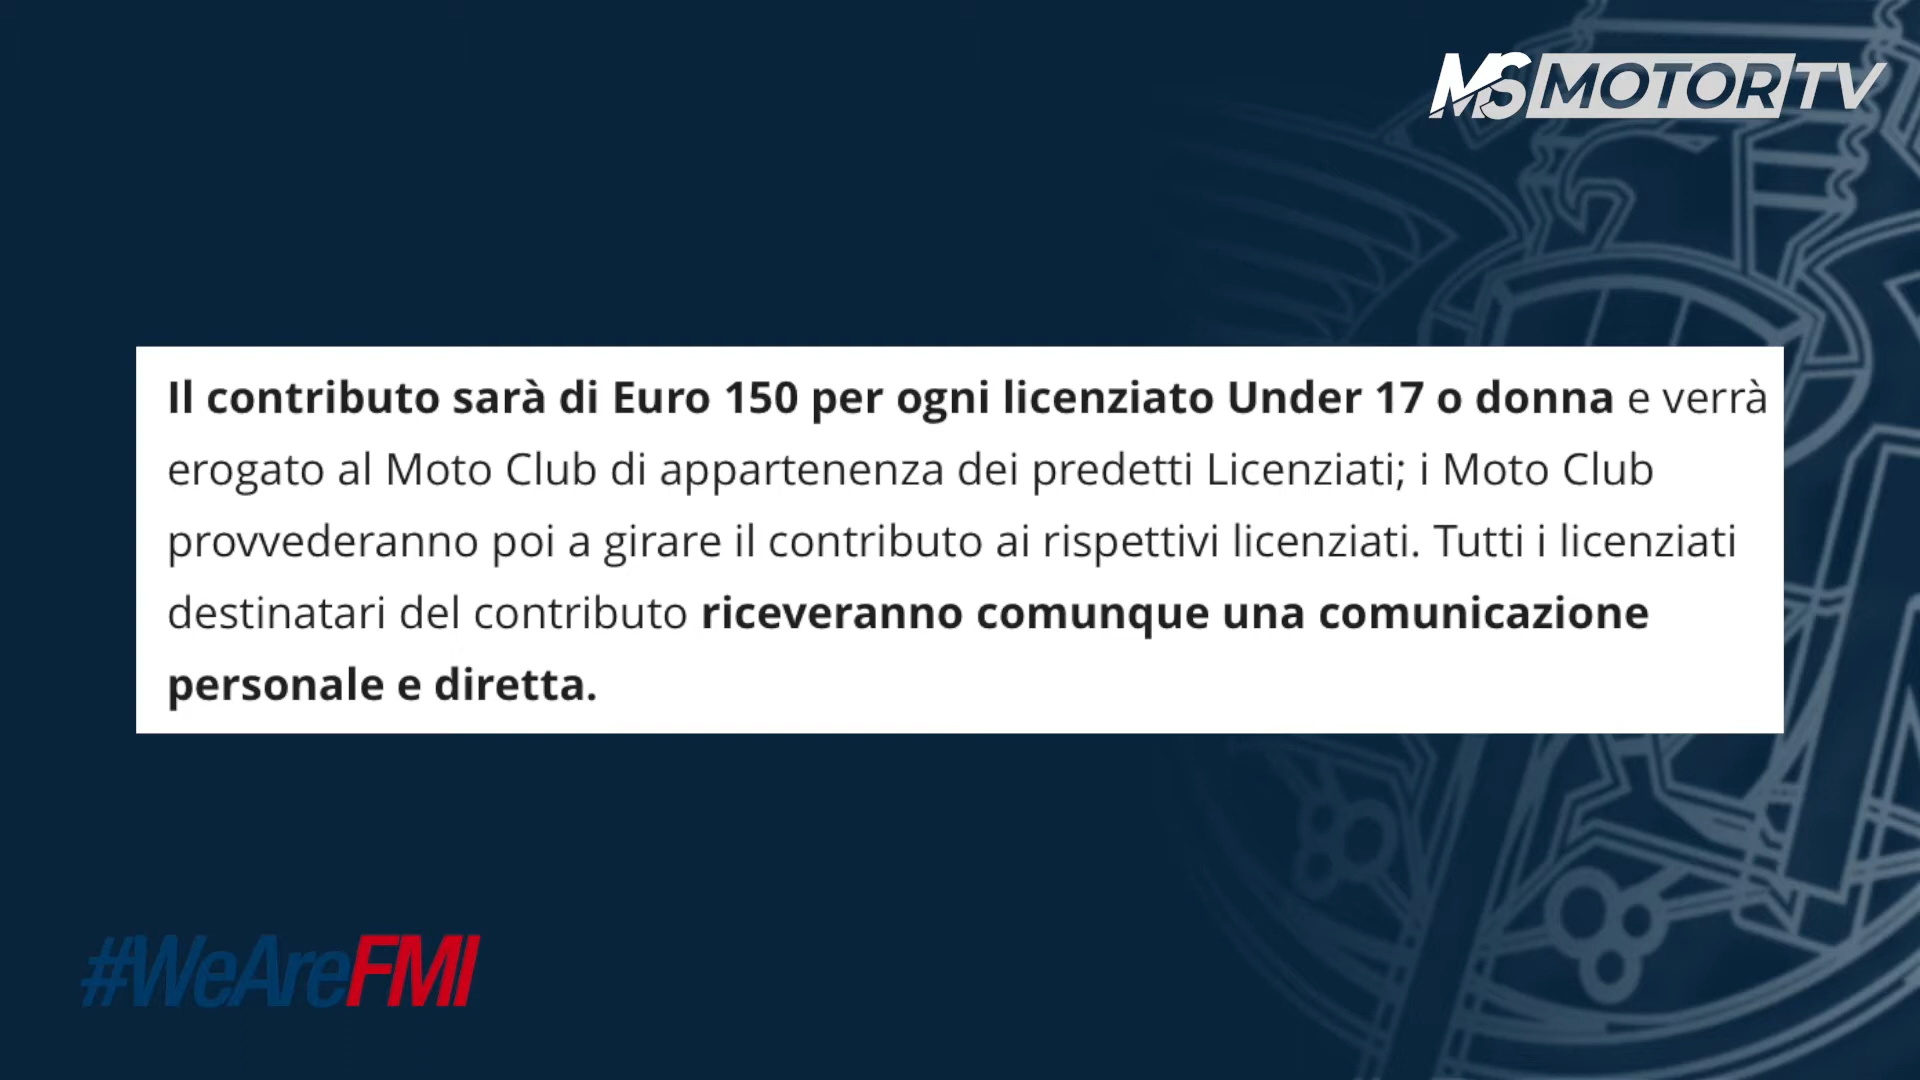 MS MOTOR TV
Il contributo sarà di Euro 150 per ogni licenziato Under 17 o donna e verrà
erogato al Moto Club di appartenenza dei predetti Licenziati; i Moto Club
provvederanno poi a girare il contributo ai rispettivi licenziati. Tutti i licenziati
destinatari del contributo riceveranno comunque una comunicazione
personale e diretta.
#WeAreFMI